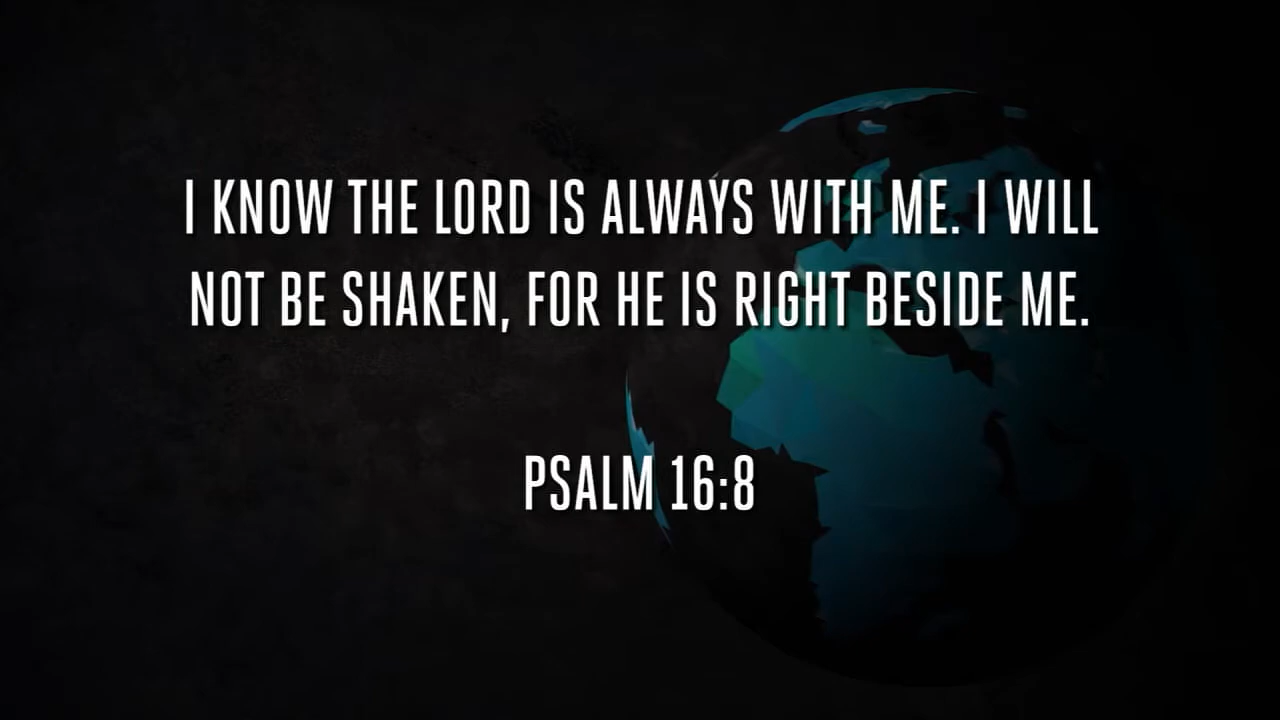 I KNOW THE LORD IS ALWAYS WITH ME. I WILL
NOT BE SHAKEN, FOR HE IS RIGHT BESIDE ME.
PSALM 16:8